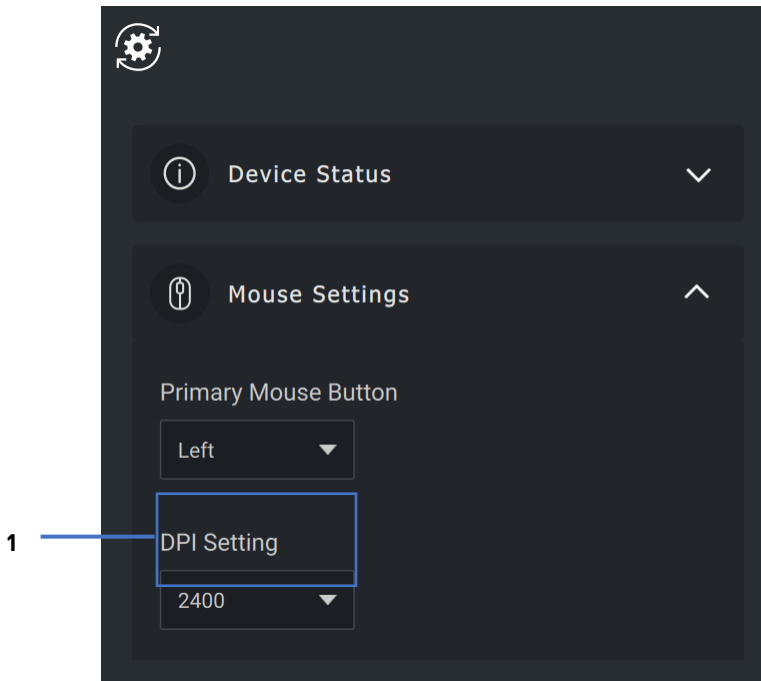 Device Status
Mouse Settings
Primary Mouse Button
Left
1
DPI Setting
2400